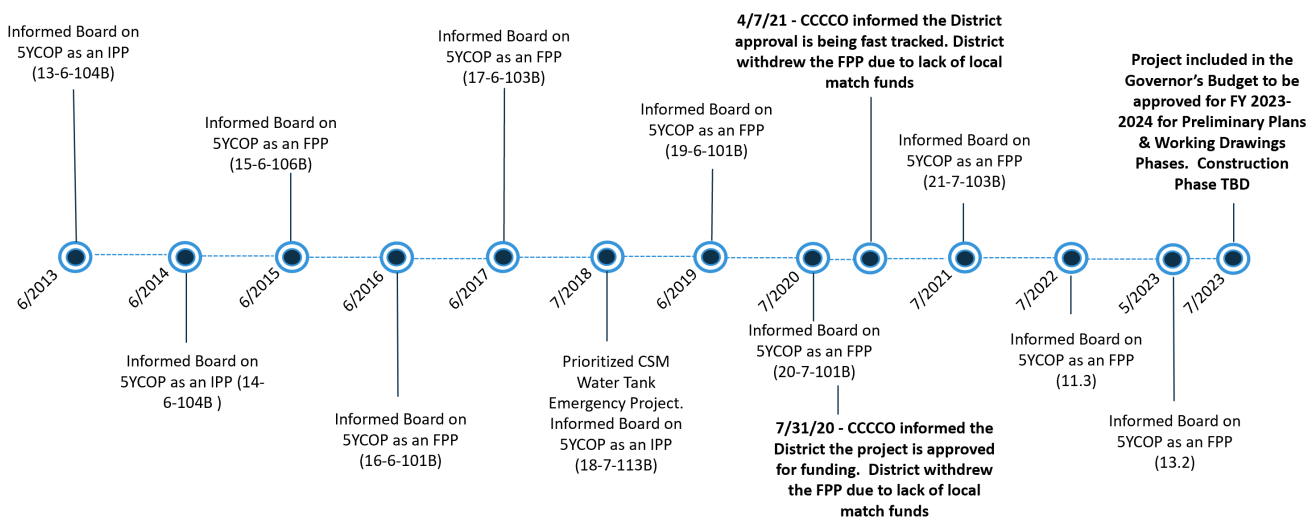 Informed Board on
5YCOP as an IPP
(13-6-104B)
6/2013
6/2014
Informed Board on
5YCOP as an IPP (14-
6-104B )
Informed Board on
5YCOP as an FPP
(15-6-106B)
6/2015
6/2016
Informed Board on
5YCOP as an FPP
(16-6-101B)
Informed Board on
5YCOP as an FPP
(17-6-103B)
6/2017
7/2018
Prioritized CSM
Water Tank
Emergency Project.
Informed Board on
5YCOP as an IPP
(18-7-113B)
Informed Board on
5YCOP as an FPP
(19-6-101B)
6/2019
7/2020
Informed Board on
5YCOP as an FPP
(20-7-101B)
7/31/20 - CCCCO informed the
District the project is approved
for funding.  District withdrew
the FPP due to lack of local
match funds
4/7/21 - CCCCO informed the District
approval is being fast tracked. District
withdrew the FPP due to lack of local
match funds
Informed Board on
5YCOP as an FPP
(21-7-103B)
7/2021
7/2022
Informed Board on
5YCOP as an FPP
(11.3)
5/2023
Informed Board on
5YCOP as an FPP
(13.2)
Project included in the
Governor’s Budget to be
approved for FY 2023-
2024 for Preliminary Plans
& Working Drawings
Phases.  Construction
Phase TBD
7/2023